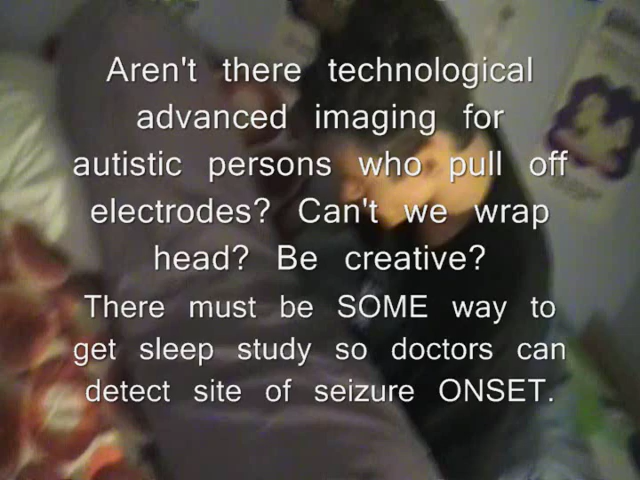 Aren't there technological
advanced imaging for
autistic persons who pull off
electrodes? Can't we wrap
head? Be creative?
There must be SOME way to
get sleep study so doctors can
detect site of seizure ONSET.